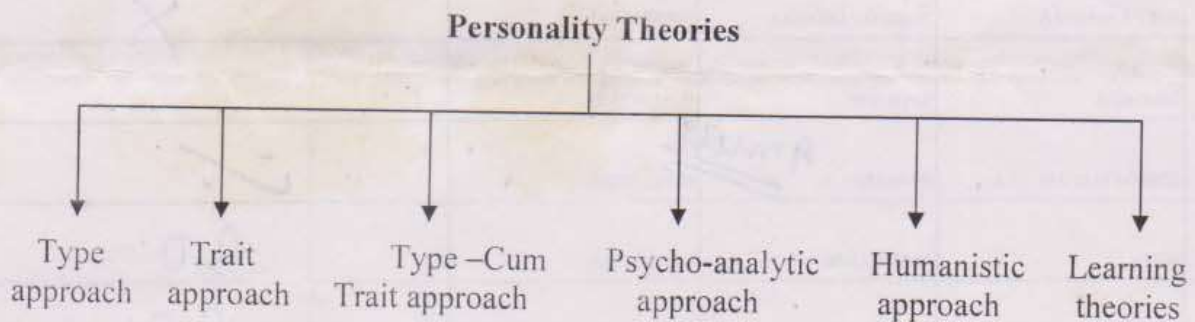 Personality Theories
Type approach
Trait approach
Type –Cum Trait approach
Psycho-analytic approach
Humanistic approach
Learning theories